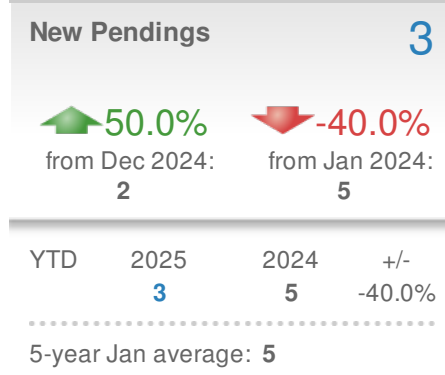 New Pendings 3
50.0% -40.0%
from Dec 2024: from Jan 2024:
2 5
YTD 2025 2024 +/-
3 5 -40.0%
5-year Jan average: 5